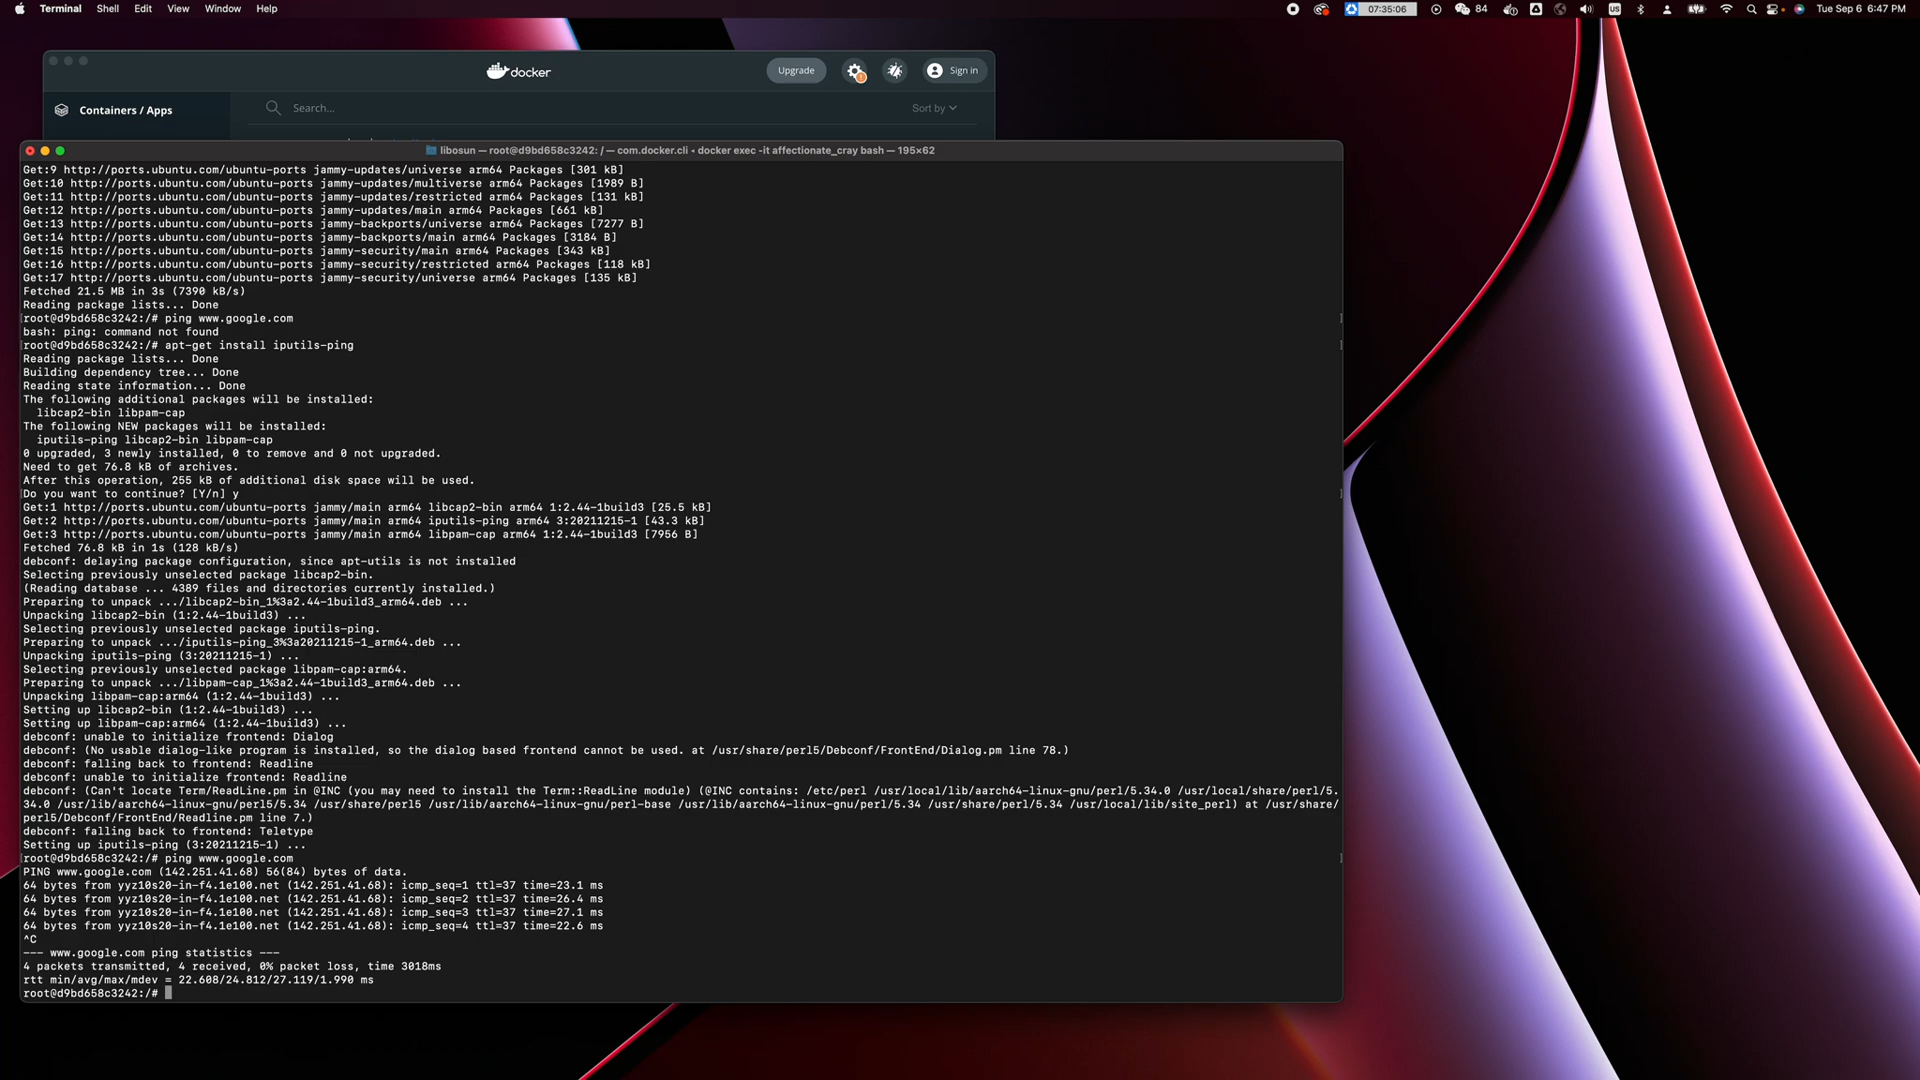 Terminal Shell Edit View Window Help 07:35:06 84 US Tue Sep 6 6:47 PM
docker Upgrade Sign in
Containers / Apps Search... Sort by
libosun — root@d9bd658c3242: / — com.docker.cli • docker exec -it affectionate_cray bash — 195×62
Get:9 http://ports.ubuntu.com/ubuntu-ports jammy-updates/universe arm64 Packages [301 kB]
Get:10 http://ports.ubuntu.com/ubuntu-ports jammy-updates/multiverse arm64 Packages [1989 B]
Get:11 http://ports.ubuntu.com/ubuntu-ports jammy-updates/restricted arm64 Packages [131 kB]
Get:12 http://ports.ubuntu.com/ubuntu-ports jammy-updates/main arm64 Packages [661 kB]
Get:13 http://ports.ubuntu.com/ubuntu-ports jammy-backports/universe arm64 Packages [7277 B]
Get:14 http://ports.ubuntu.com/ubuntu-ports jammy-backports/main arm64 Packages [3184 B]
Get:15 http://ports.ubuntu.com/ubuntu-ports jammy-security/main arm64 Packages [343 kB]
Get:16 http://ports.ubuntu.com/ubuntu-ports jammy-security/restricted arm64 Packages [118 kB]
Get:17 http://ports.ubuntu.com/ubuntu-ports jammy-security/universe arm64 Packages [135 kB]
Fetched 21.5 MB in 3s (7390 kB/s)
Reading package lists... Done
root@d9bd658c3242:/# ping www.google.com
bash: ping: command not found
root@d9bd658c3242:/# apt-get install iputils-ping
Reading package lists... Done
Building dependency tree... Done
Reading state information... Done
The following additional packages will be installed:
libcap2-bin libpam-cap
The following NEW packages will be installed:
iputils-ping libcap2-bin libpam-cap
0 upgraded, 3 newly installed, 0 to remove and 0 not upgraded.
Need to get 76.8 kB of archives.
After this operation, 255 kB of additional disk space will be used.
Do you want to continue? [Y/n] y
Get:1 http://ports.ubuntu.com/ubuntu-ports jammy/main arm64 libcap2-bin arm64 1:2.44-1build3 [25.5 kB]
Get:2 http://ports.ubuntu.com/ubuntu-ports jammy/main arm64 iputils-ping arm64 3:20211215-1 [43.3 kB]
Get:3 http://ports.ubuntu.com/ubuntu-ports jammy/main arm64 libpam-cap arm64 1:2.44-1build3 [7956 B]
Fetched 76.8 kB in 1s (128 kB/s)
debconf: delaying package configuration, since apt-utils is not installed
Selecting previously unselected package libcap2-bin.
(Reading database ... 4389 files and directories currently installed.)
Preparing to unpack .../libcap2-bin_1%3a2.44-1build3_arm64.deb ...
Unpacking libcap2-bin (1:2.44-1build3) ...
Selecting previously unselected package iputils-ping.
Preparing to unpack .../iputils-ping_3%3a20211215-1_arm64.deb ...
Unpacking iputils-ping (3:20211215-1) ...
Selecting previously unselected package libpam-cap:arm64.
Preparing to unpack .../libpam-cap_1%3a2.44-1build3_arm64.deb ...
Unpacking libpam-cap:arm64 (1:2.44-1build3) ...
Setting up libcap2-bin (1:2.44-1build3) ...
Setting up libpam-cap:arm64 (1:2.44-1build3) ...
debconf: unable to initialize frontend: Dialog
debconf: (No usable dialog-like program is installed, so the dialog based frontend cannot be used. at /usr/share/perl5/Debconf/FrontEnd/Dialog.pm line 78.)
debconf: falling back to frontend: Readline
debconf: unable to initialize frontend: Readline
debconf: (Can't locate Term/ReadLine.pm in @INC (you may need to install the Term::ReadLine module) (@INC contains: /etc/perl /usr/local/lib/aarch64-linux-gnu/perl/5.34.0 /usr/local/share/perl/5.
34.0 /usr/lib/aarch64-linux-gnu/perl5/5.34 /usr/share/perl5 /usr/lib/aarch64-linux-gnu/perl-base /usr/lib/aarch64-linux-gnu/perl/5.34 /usr/share/perl/5.34 /usr/local/lib/site_perl) at /usr/share/
perl5/Debconf/FrontEnd/Readline.pm line 7.)
debconf: falling back to frontend: Teletype
Setting up iputils-ping (3:20211215-1) ...
root@d9bd658c3242:/# ping www.google.com
PING www.google.com (142.251.41.68) 56(84) bytes of data.
64 bytes from yyz10s20-in-f4.1e100.net (142.251.41.68): icmp_seq=1 ttl=37 time=23.1 ms
64 bytes from yyz10s20-in-f4.1e100.net (142.251.41.68): icmp_seq=2 ttl=37 time=26.4 ms
64 bytes from yyz10s20-in-f4.1e100.net (142.251.41.68): icmp_seq=3 ttl=37 time=27.1 ms
64 bytes from yyz10s20-in-f4.1e100.net (142.251.41.68): icmp_seq=4 ttl=37 time=22.6 ms
^C
--- www.google.com ping statistics ---
4 packets transmitted, 4 received, 0% packet loss, time 3018ms
rtt min/avg/max/mdev = 22.608/24.812/27.119/1.990 ms
root@d9bd658c3242:/#